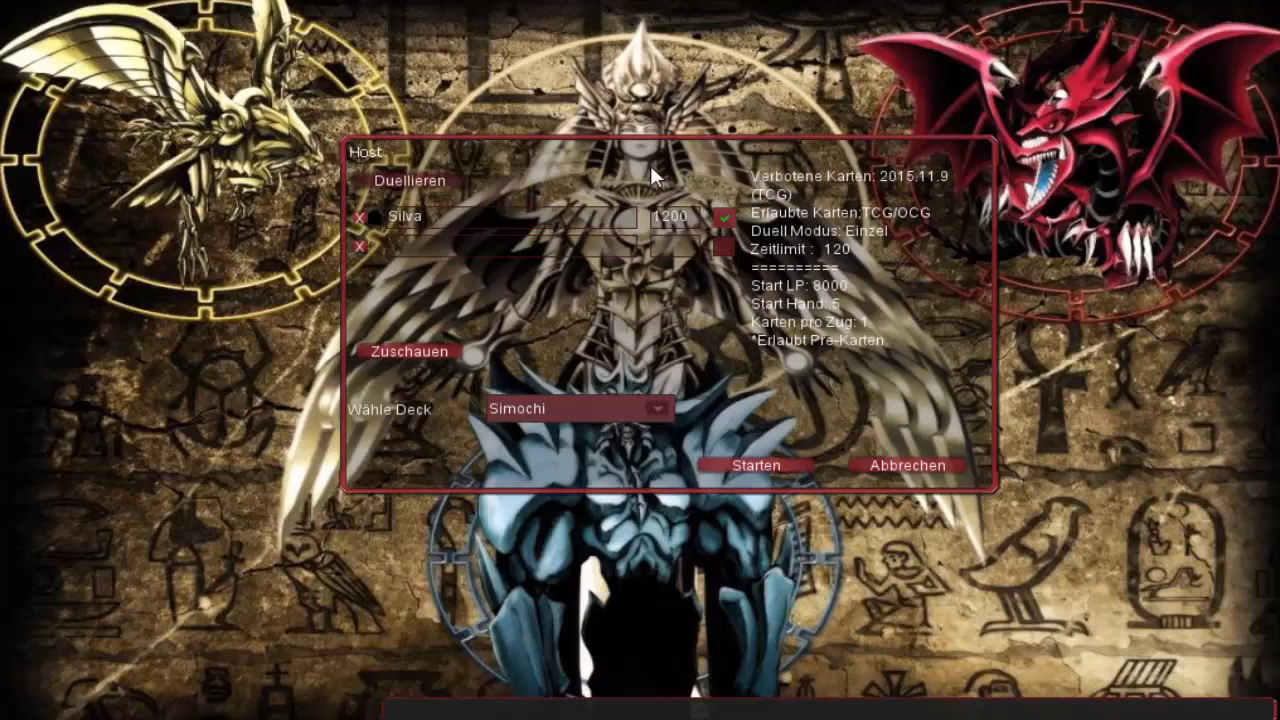 Host
Duellieren
X Silva 1200
X
Verbotene Karten: 2015.11.9
(TCG)
Erlaubte Karten:TCG/OCG
Duell Modus: Einzel
Zeitlimit : 120
==========
Start LP: 8000
Start Hand: 5
Karten pro Zug: 1
*Erlaubt Pre-Karten
Zuschauen
Wähle Deck Simochi
Starten Abbrechen